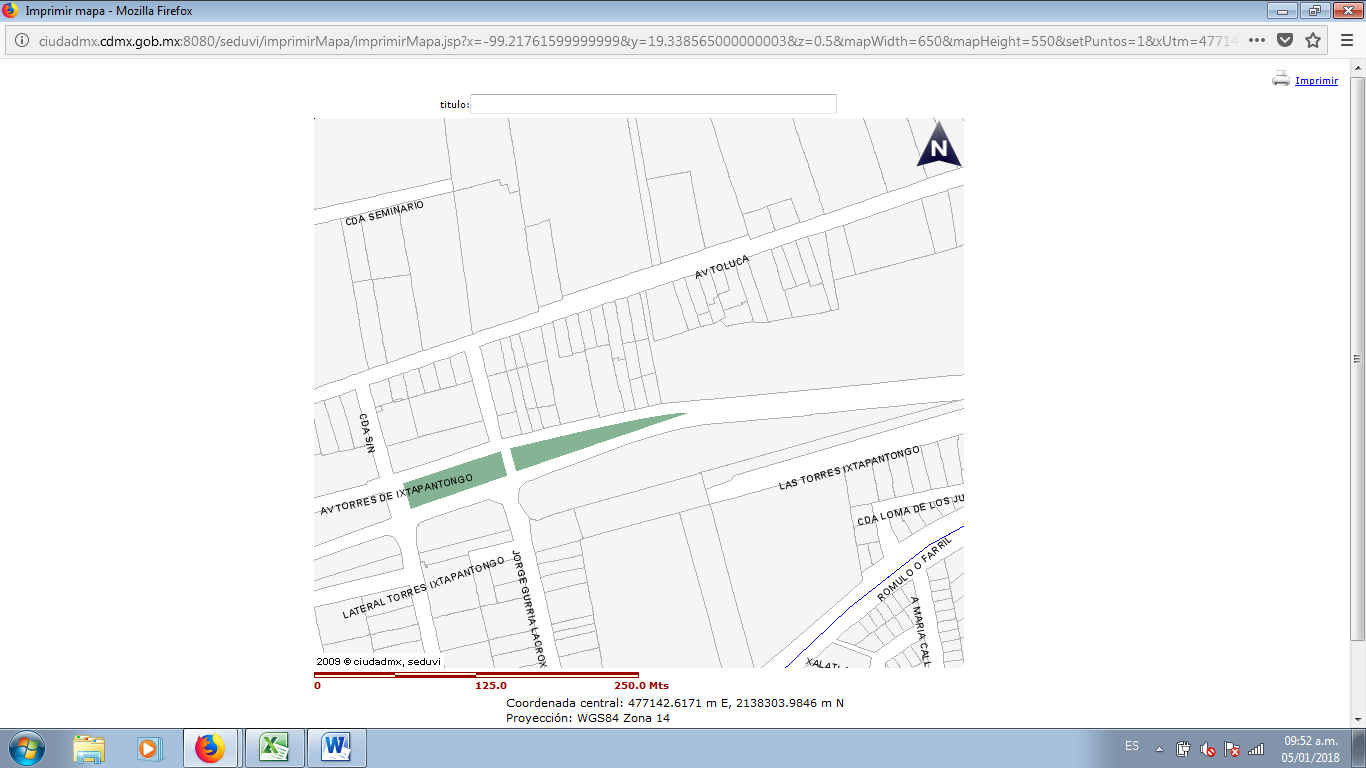 Imprimir mapa - Mozilla Firefox
ciudadmx.cdmx.gob.mx:8080/seduvi/imprimirMapa/imprimirMapa.jsp?x=-99.21761599999999&y=19.338565000000003&z=0.5&mapWidth=650&mapHeight=550&setPuntos=1&xUtm=47714
Imprimir
titulo:
N
CDA SEMINARIO
AV TOLUCA
CDA S/N
AV TORRES DE IXTAPANTONGO
LAS TORRES IXTAPANTONGO
CDA LOMA DE LOS JU
ROMULO O FARRIL
LATERAL TORRES IXTAPANTONGO
JORGE GURRIA LACROX
A MARIA CALL
XALATL
2009 © ciudadmx, seduvi
0 125.0 250.0 Mts
Coordenada central: 477142.6171 m E, 2138303.9846 m N
Proyección: WGS84 Zona 14
ES
09:52 a.m.
05/01/2018